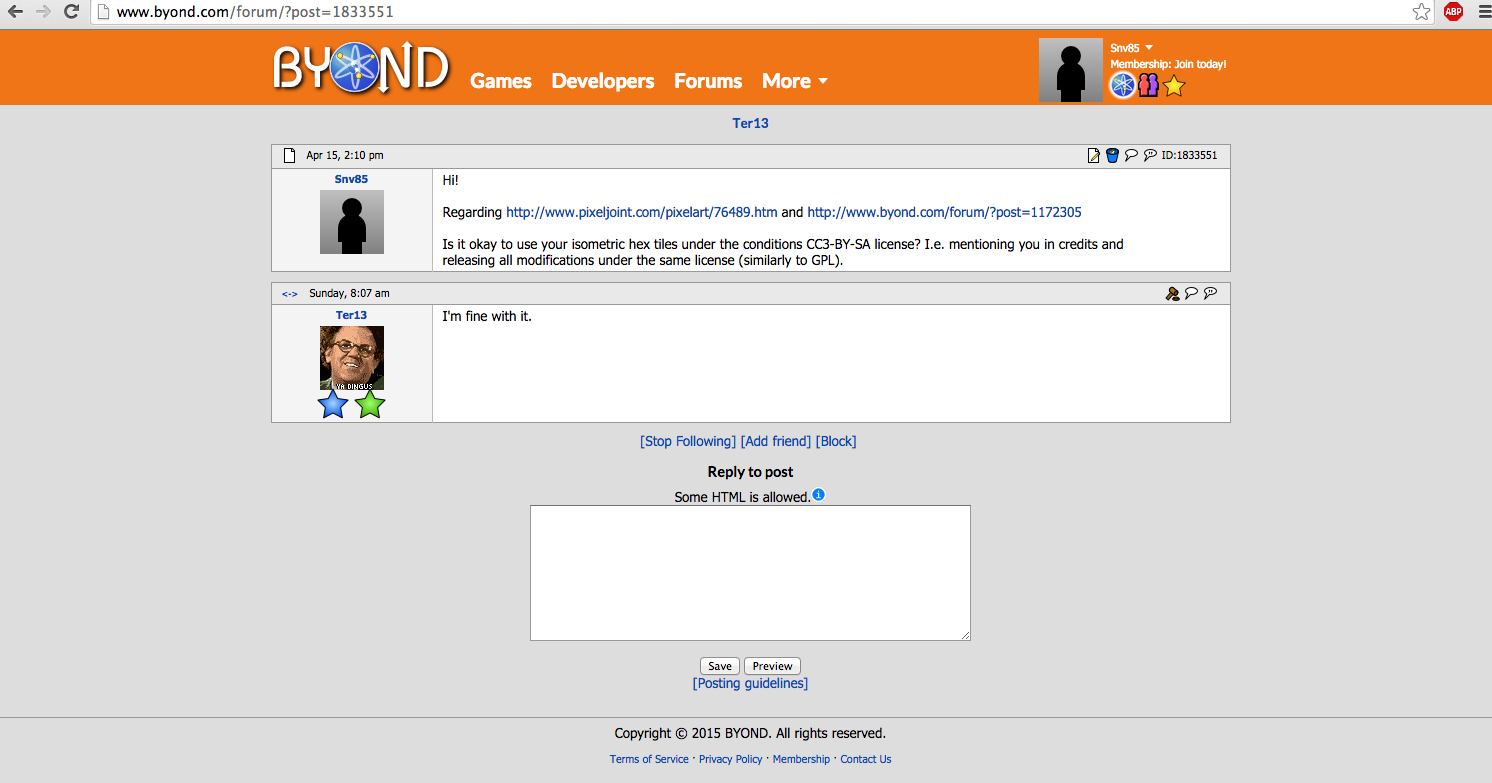 www.byond.com/forum/?post=1833551
ABP
BYOND
Games Developers Forums More
Snv85
Membership: Join today!
Ter13
Apr 15, 2:10 pm
ID:1833551
Snv85
Hi!
Regarding http://www.pixeljoint.com/pixelart/76489.htm and http://www.byond.com/forum/?post=1172305
Is it okay to use your isometric hex tiles under the conditions CC3-BY-SA license? I.e. mentioning you in credits and
releasing all modifications under the same license (similarly to GPL).
<-> Sunday, 8:07 am
Ter13
YA DINGUS
I'm fine with it.
[Stop Following] [Add friend] [Block]
Reply to post
Some HTML is allowed.
Save Preview
[Posting guidelines]
Copyright © 2015 BYOND. All rights reserved.
Terms of Service · Privacy Policy · Membership · Contact Us